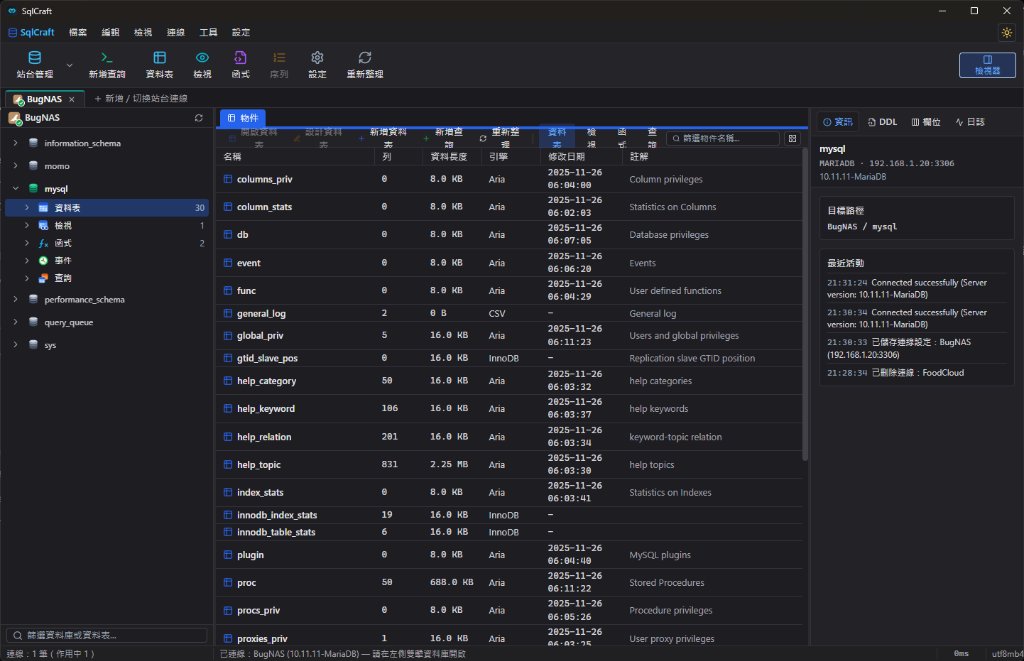 SqlCraft
SqlCraft 檔案 編輯 檢視 連線 工具 設定
站台管理 新增查詢 資料表 檢視 函式 序列 設定 重新整理 檢視器
BugNAS × + 新增 / 切換站台連線
BugNAS
information_schema
momo
mysql
資料表 30
檢視 1
函式 2
事件
查詢
performance_schema
query_queue
sys
篩選資料庫或資料表...
物件
開啟資料表 設計資料表 新增資料表 新增查詢 重新整理 資料表 檢視 函式 查詢 篩選物件名稱...
名稱 列 資料長度 引擎 修改日期 註解
columns_priv 0 8.0 KB Aria 2025-11-26 06:04:00 Column privileges
column_stats 0 8.0 KB Aria 2025-11-26 06:02:03 Statistics on Columns
db 0 8.0 KB Aria 2025-11-26 06:07:05 Database privileges
event 0 8.0 KB Aria 2025-11-26 06:06:20 Events
func 0 8.0 KB Aria 2025-11-26 06:04:29 User defined functions
general_log 2 0 B CSV – General log
global_priv 5 16.0 KB Aria 2025-11-26 06:11:23 Users and global privileges
gtid_slave_pos 0 16.0 KB InnoDB – Replication slave GTID position
help_category 50 16.0 KB Aria 2025-11-26 06:03:32 help categories
help_keyword 106 16.0 KB Aria 2025-11-26 06:03:37 help keywords
help_relation 201 16.0 KB Aria 2025-11-26 06:03:34 keyword-topic relation
help_topic 831 2.25 MB Aria 2025-11-26 06:03:30 help topics
index_stats 0 8.0 KB Aria 2025-11-26 06:03:41 Statistics on Indexes
innodb_index_stats 19 16.0 KB InnoDB –
innodb_table_stats 6 16.0 KB InnoDB –
plugin 0 8.0 KB Aria 2025-11-26 06:04:40 MySQL plugins
proc 50 688.0 KB Aria 2025-11-26 06:11:22 Stored Procedures
procs_priv 0 8.0 KB Aria 2025-11-26 06:05:26 Procedure privileges
proxies_priv 1 16.0 KB Aria 2025-11-26 06:03:25 User proxy privileges
資訊 DDL 欄位 日誌
mysql
MARIADB · 192.168.1.20:3306
10.11.11-MariaDB
目標路徑
BugNAS / mysql
最近活動
21:31:24 Connected successfully (Server
version: 10.11.11-MariaDB)
21:30:34 Connected successfully (Server
version: 10.11.11-MariaDB)
21:30:33 已儲存連線設定：BugNAS
(192.168.1.20:3306)
21:28:34 已刪除連線：FoodCloud
連線：1 筆（作用中 1） 已連線：BugNAS (10.11.11-MariaDB) — 請在左側雙擊資料庫開啟 0ms utf8mb4